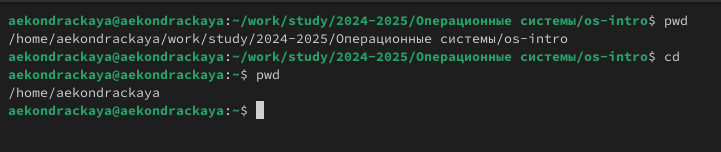 aekondrackaya@aekondrackaya:~/work/study/2024-2025/Операционные системы/os-intro$ pwd
/home/aekondrackaya/work/study/2024-2025/Операционные системы/os-intro
aekondrackaya@aekondrackaya:~/work/study/2024-2025/Операционные системы/os-intro$ cd
aekondrackaya@aekondrackaya:~$ pwd
/home/aekondrackaya
aekondrackaya@aekondrackaya:~$